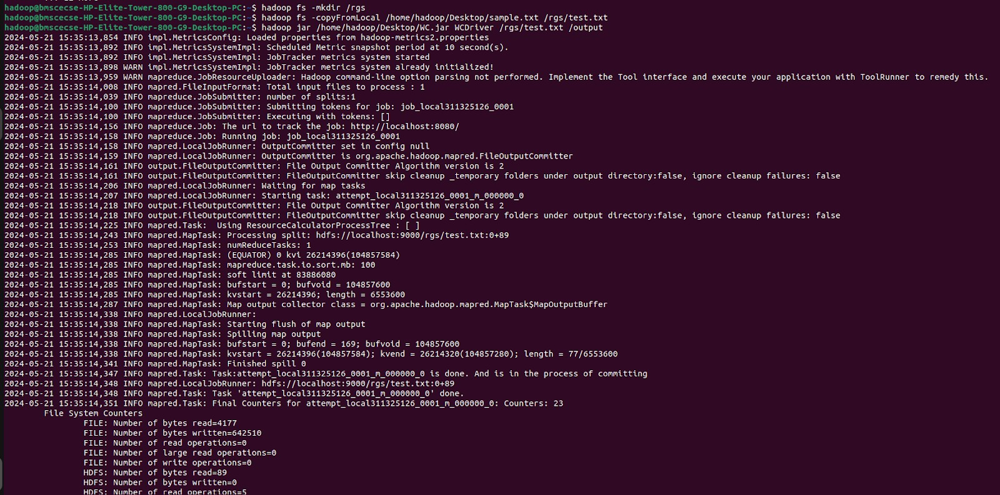 hadoop@bmscecse-HP-Elite-Tower-800-G9-Desktop-PC:~$ hadoop fs -mkdir /rgs
hadoop@bmscecse-HP-Elite-Tower-800-G9-Desktop-PC:~$ hadoop fs -copyFromLocal /home/hadoop/Desktop/sample.txt /rgs/test.txt
hadoop@bmscecse-HP-Elite-Tower-800-G9-Desktop-PC:~$ hadoop jar /home/hadoop/Desktop/WC.jar WCDriver /rgs/test.txt /output
2024-05-21 15:35:13,854 INFO impl.MetricsConfig: Loaded properties from hadoop-metrics2.properties
2024-05-21 15:35:13,892 INFO impl.MetricsSystemImpl: Scheduled Metric snapshot period at 10 second(s).
2024-05-21 15:35:13,892 INFO impl.MetricsSystemImpl: JobTracker metrics system started
2024-05-21 15:35:13,898 WARN impl.MetricsSystemImpl: JobTracker metrics system already initialized!
2024-05-21 15:35:13,959 WARN mapreduce.JobResourceUploader: Hadoop command-line option parsing not performed. Implement the Tool interface and execute your application with ToolRunner to remedy this.
2024-05-21 15:35:14,008 INFO mapred.FileInputFormat: Total input files to process : 1
2024-05-21 15:35:14,039 INFO mapreduce.JobSubmitter: number of splits:1
2024-05-21 15:35:14,100 INFO mapreduce.JobSubmitter: Submitting tokens for job: job_local311325126_0001
2024-05-21 15:35:14,100 INFO mapreduce.JobSubmitter: Executing with tokens: []
2024-05-21 15:35:14,156 INFO mapreduce.Job: The url to track the job: http://localhost:8080/
2024-05-21 15:35:14,158 INFO mapreduce.Job: Running job: job_local311325126_0001
2024-05-21 15:35:14,158 INFO mapred.LocalJobRunner: OutputCommitter set in config null
2024-05-21 15:35:14,159 INFO mapred.LocalJobRunner: OutputCommitter is org.apache.hadoop.mapred.FileOutputCommitter
2024-05-21 15:35:14,161 INFO output.FileOutputCommitter: File Output Committer Algorithm version is 2
2024-05-21 15:35:14,161 INFO output.FileOutputCommitter: FileOutputCommitter skip cleanup _temporary folders under output directory:false, ignore cleanup failures: false
2024-05-21 15:35:14,206 INFO mapred.LocalJobRunner: Waiting for map tasks
2024-05-21 15:35:14,207 INFO mapred.LocalJobRunner: Starting task: attempt_local311325126_0001_m_000000_0
2024-05-21 15:35:14,218 INFO output.FileOutputCommitter: File Output Committer Algorithm version is 2
2024-05-21 15:35:14,218 INFO output.FileOutputCommitter: FileOutputCommitter skip cleanup _temporary folders under output directory:false, ignore cleanup failures: false
2024-05-21 15:35:14,225 INFO mapred.Task:  Using ResourceCalculatorProcessTree : [ ]
2024-05-21 15:35:14,243 INFO mapred.MapTask: Processing split: hdfs://localhost:9000/rgs/test.txt:0+89
2024-05-21 15:35:14,253 INFO mapred.MapTask: numReduceTasks: 1
2024-05-21 15:35:14,285 INFO mapred.MapTask: (EQUATOR) 0 kvi 26214396(104857584)
2024-05-21 15:35:14,285 INFO mapred.MapTask: mapreduce.task.io.sort.mb: 100
2024-05-21 15:35:14,285 INFO mapred.MapTask: soft limit at 83886080
2024-05-21 15:35:14,285 INFO mapred.MapTask: bufstart = 0; bufvoid = 104857600
2024-05-21 15:35:14,285 INFO mapred.MapTask: kvstart = 26214396; length = 6553600
2024-05-21 15:35:14,287 INFO mapred.MapTask: Map output collector class = org.apache.hadoop.mapred.MapTask$MapOutputBuffer
2024-05-21 15:35:14,338 INFO mapred.LocalJobRunner:
2024-05-21 15:35:14,338 INFO mapred.MapTask: Starting flush of map output
2024-05-21 15:35:14,338 INFO mapred.MapTask: Spilling map output
2024-05-21 15:35:14,338 INFO mapred.MapTask: bufstart = 0; bufend = 169; bufvoid = 104857600
2024-05-21 15:35:14,338 INFO mapred.MapTask: kvstart = 26214396(104857584); kvend = 26214320(104857280); length = 77/6553600
2024-05-21 15:35:14,341 INFO mapred.MapTask: Finished spill 0
2024-05-21 15:35:14,347 INFO mapred.Task: Task:attempt_local311325126_0001_m_000000_0 is done. And is in the process of committing
2024-05-21 15:35:14,348 INFO mapred.LocalJobRunner: hdfs://localhost:9000/rgs/test.txt:0+89
2024-05-21 15:35:14,348 INFO mapred.Task: Task 'attempt_local311325126_0001_m_000000_0' done.
2024-05-21 15:35:14,351 INFO mapred.Task: Final Counters for attempt_local311325126_0001_m_000000_0: Counters: 23
File System Counters
FILE: Number of bytes read=4177
FILE: Number of bytes written=642510
FILE: Number of read operations=0
FILE: Number of large read operations=0
FILE: Number of write operations=0
HDFS: Number of bytes read=89
HDFS: Number of bytes written=0
HDFS: Number of read operations=5